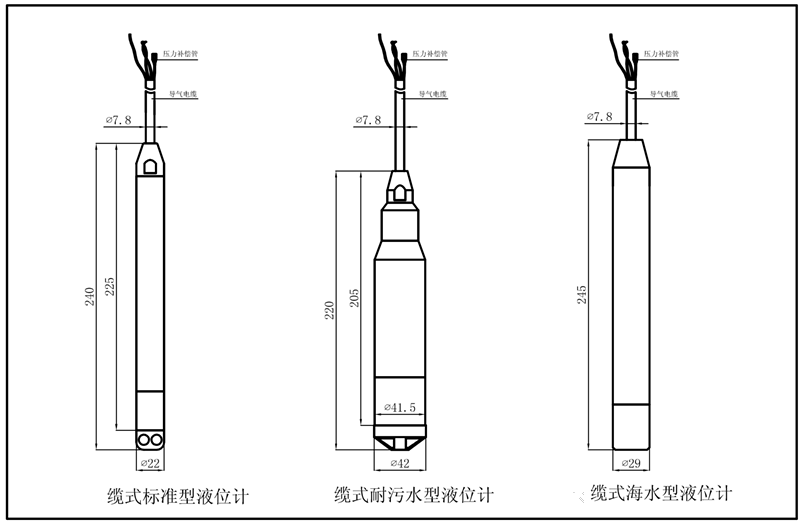 压力补偿管
导气电缆
⌀7.8
240
225
⌀22
缆式标准型液位计
压力补偿管
导气电缆
⌀7.8
220
205
⌀41.5
⌀42
缆式耐污水型液位计
压力补偿管
导气电缆
⌀7.8
245
⌀29
缆式海水型液位计